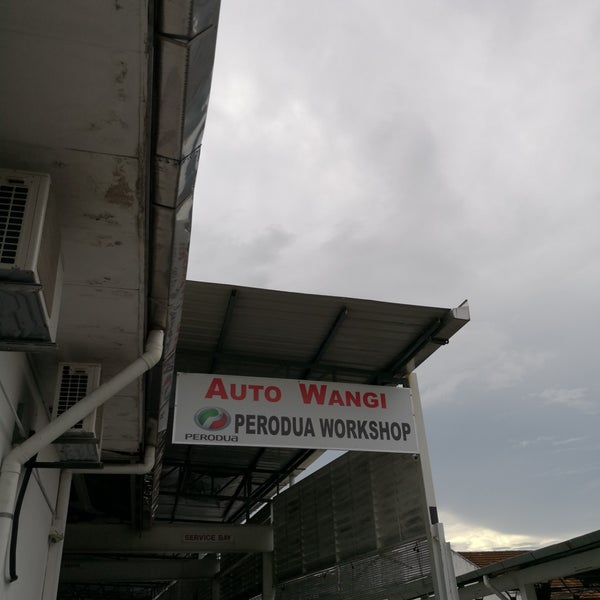 AUTO WANGI
PERODUA WORKSHOP
PERODUA
SERVICE BAY